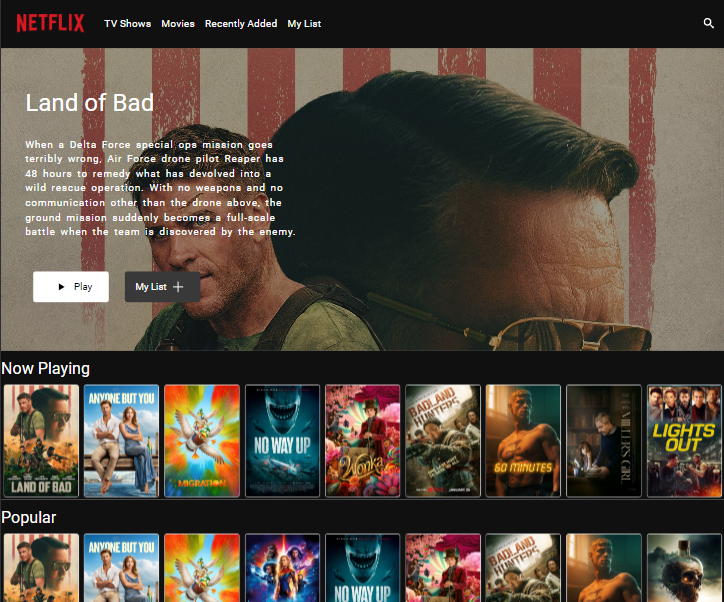 NETFLIX TV Shows Movies Recently Added My List
Land of Bad
When a Delta Force special ops mission goes
terribly wrong, Air Force drone pilot Reaper has
48 hours to remedy what has devolved into a
wild rescue operation. With no weapons and no
communication other than the drone above, the
ground mission suddenly becomes a full-scale
battle when the team is discovered by the enemy.
Play My List
Now Playing
LAND OF BAD
ANYONE BUT YOU
MIGRATION
NO WAY UP
Wonka
BADLAND
HUNTERS
60 MINUTES
MILLER'S GIRL
LIGHTS
OUT
Popular
ANYONE BUT YOU
NO WAY UP
BADLAND
HUNTERS